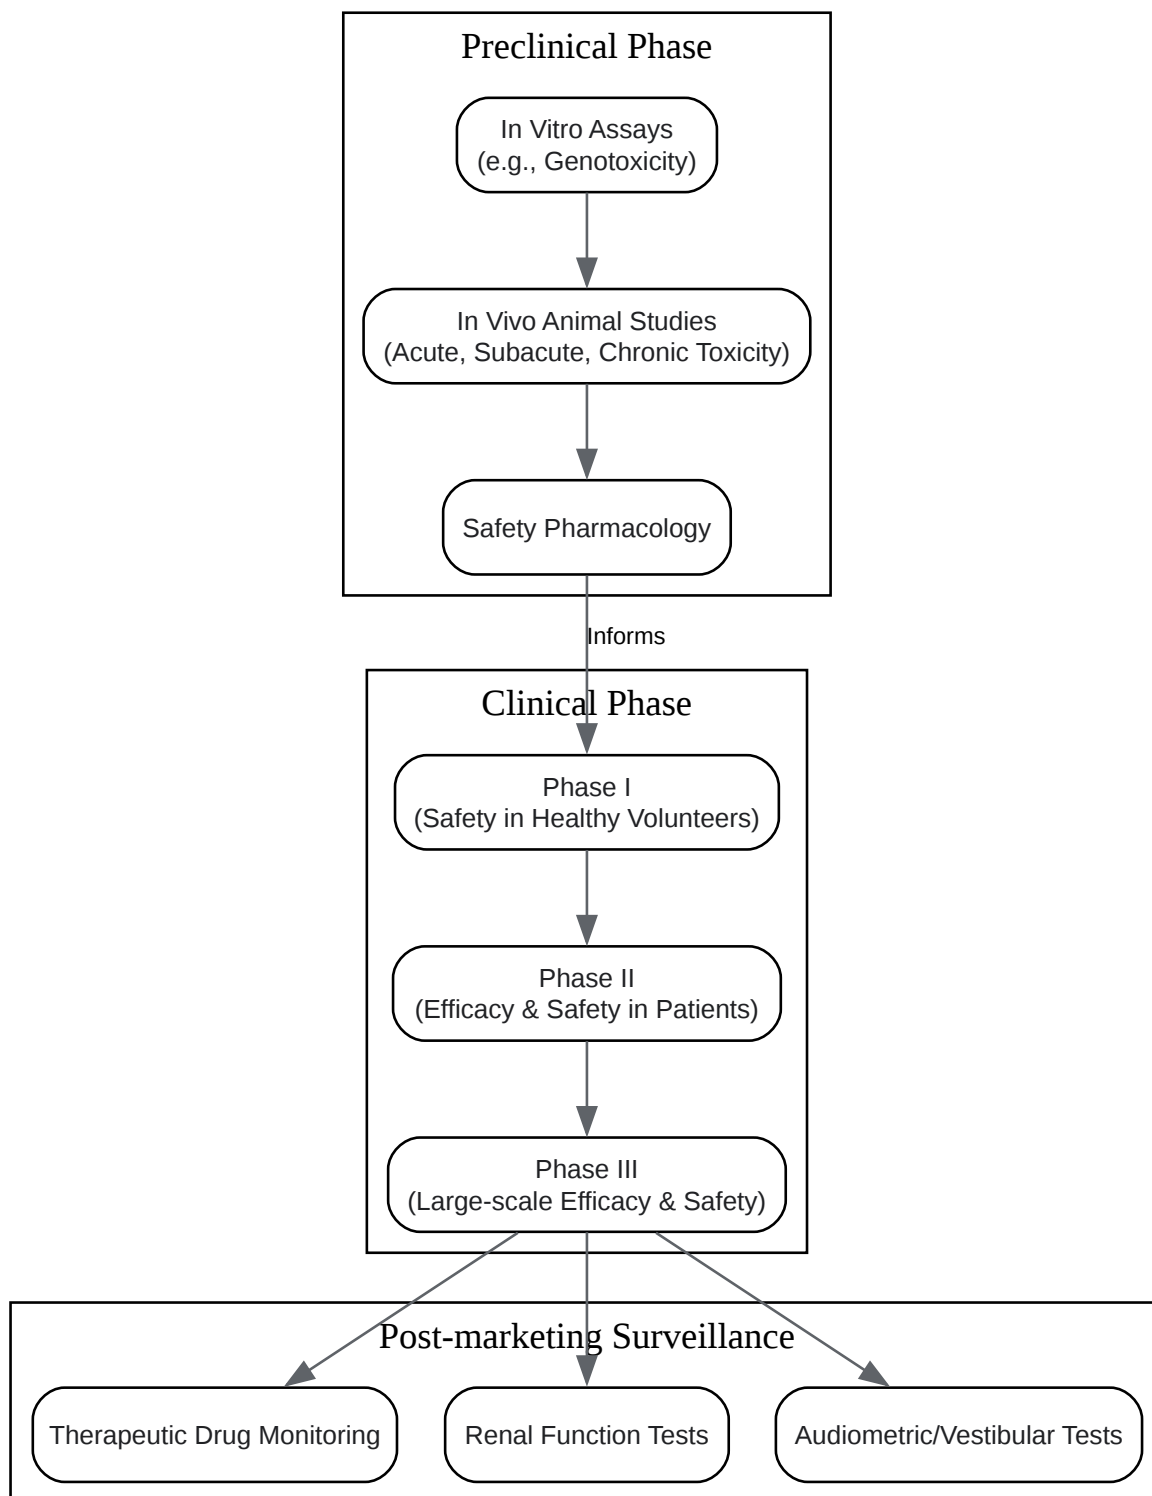 Preclinical Phase
In Vitro Assays
(e.g., Genotoxicity)
In Vivo Animal Studies
(Acute, Subacute, Chronic Toxicity)
Safety Pharmacology
Informs
Clinical Phase
Phase I
(Safety in Healthy Volunteers)
Phase II
(Efficacy & Safety in Patients)
Phase III
(Large-scale Efficacy & Safety)
Post-marketing Surveillance
Therapeutic Drug Monitoring
Renal Function Tests
Audiometric/Vestibular Tests